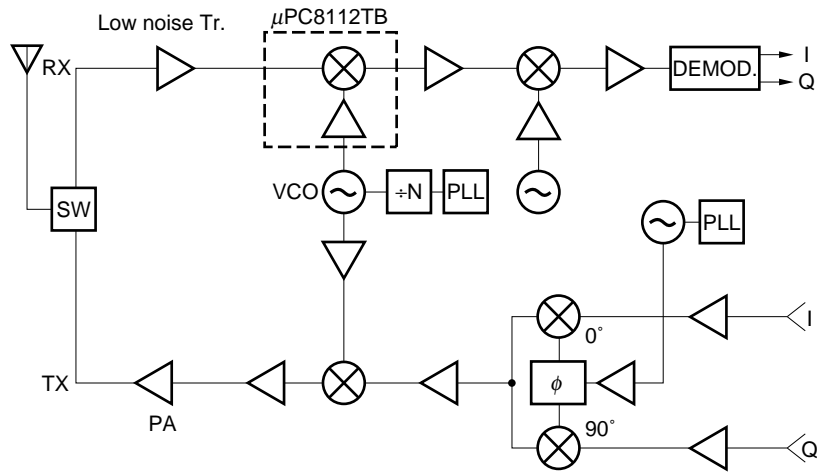 Low noise Tr.
μPC8112TB
RX
DEMOD.
I
Q
VCO
÷N
PLL
SW
PLL
I
0°
TX
ϕ
PA
90°
Q